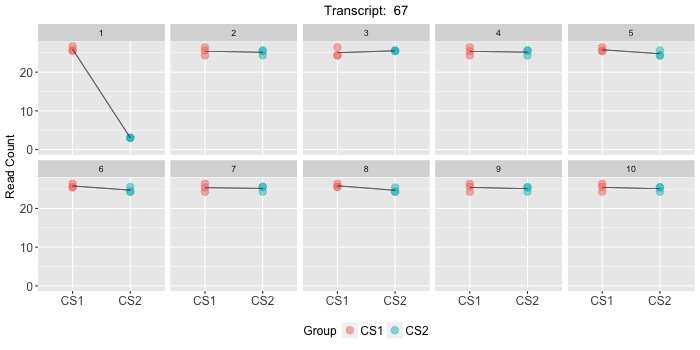 Transcript: 67
1 2 3 4 5
20
10
0
Read Count
6 7 8 9 10
20
10
0
CS1 CS2 CS1 CS2 CS1 CS2 CS1 CS2 CS1 CS2
Group CS1 CS2